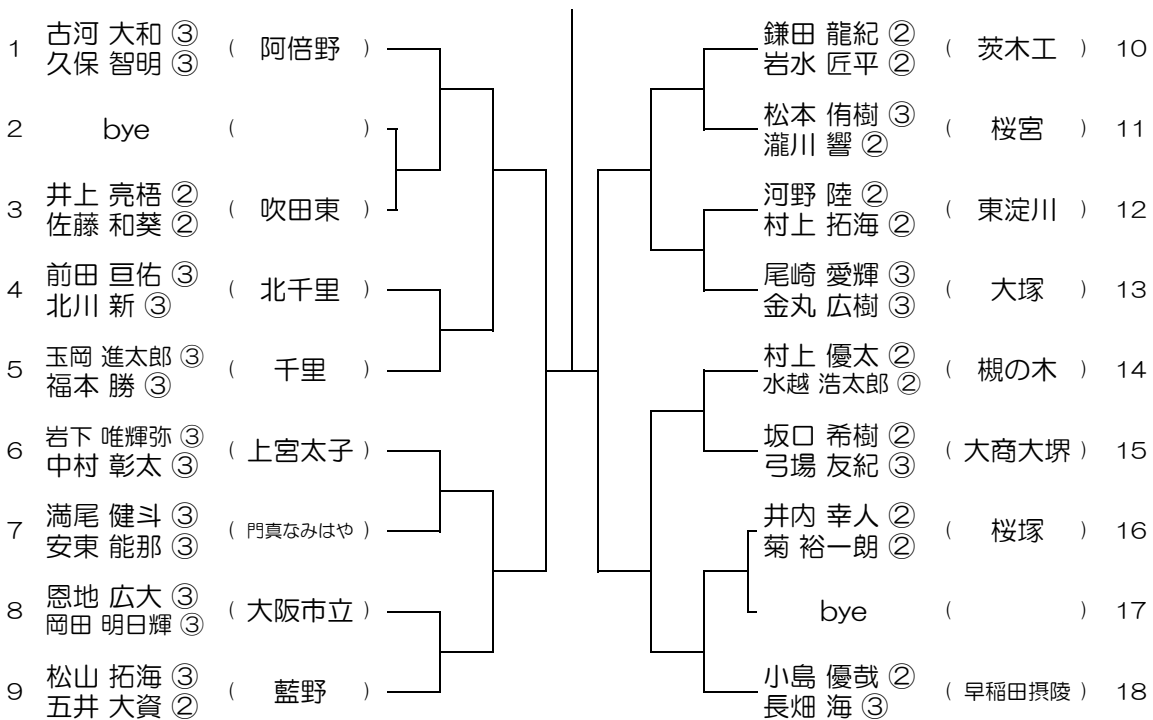 1 古河 大和 ③ ( 阿倍野 )
久保 智明 ③
2 bye ( )
3 井上 亮梧 ② ( 吹田東 )
佐藤 和葵 ②
4 前田 亘佑 ③ ( 北千里 )
北川 新 ③
5 玉岡 進太郎 ③ ( 千里 )
福本 勝 ③
6 岩下 唯輝弥 ③ ( 上宮太子 )
中村 彰太 ③
7 満尾 健斗 ③ ( 門真なみはや )
安東 能那 ③
8 恩地 広大 ③ ( 大阪市立 )
岡田 明日輝 ③
9 松山 拓海 ③ ( 藍野 )
五井 大資 ②
鎌田 龍紀 ② ( 茨木工 ) 10
岩水 匠平 ②
松本 侑樹 ③ ( 桜宮 ) 11
瀧川 響 ②
河野 陸 ② ( 東淀川 ) 12
村上 拓海 ②
尾崎 愛輝 ③ ( 大塚 ) 13
金丸 広樹 ③
村上 優太 ② ( 槻の木 ) 14
水越 浩太郎 ②
坂口 希樹 ② ( 大商大堺 ) 15
弓場 友紀 ③
井内 幸人 ② ( 桜塚 ) 16
菊 裕一朗 ②
bye ( ) 17
小島 優哉 ② ( 早稲田摂陵 ) 18
長畑 海 ③